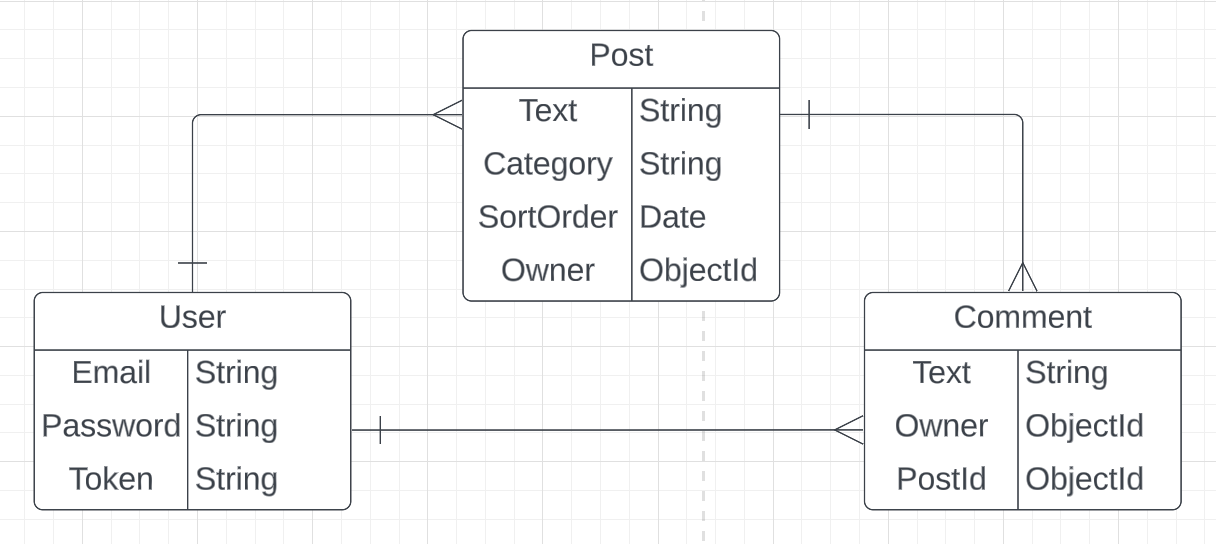 Post
Text String
Category String
SortOrder Date
Owner ObjectId
User
Email String
Password String
Token String
Comment
Text String
Owner ObjectId
PostId ObjectId